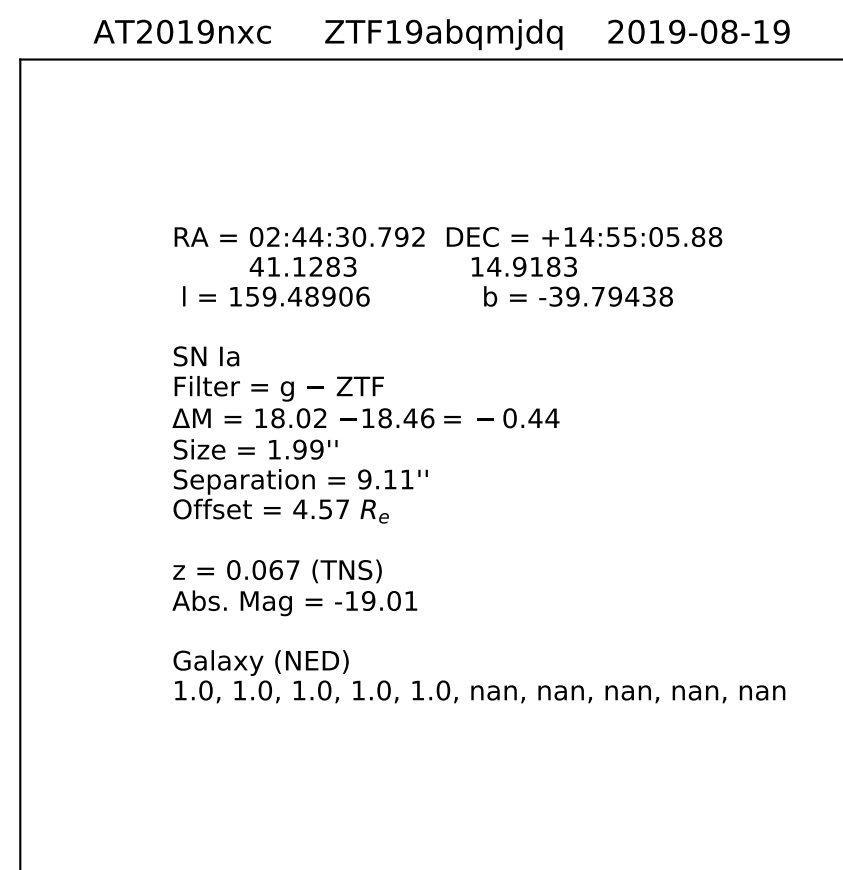 AT2019nxc ZTF19abqmjdq 2019-08-19
RA = 02:44:30.792 DEC = +14:55:05.88
41.1283 14.9183
l = 159.48906 b = -39.79438
SN Ia
Filter = g − ZTF
ΔM = 18.02 −18.46 = −0.44
Size = 1.99''
Separation = 9.11''
Offset = 4.57 Re
z = 0.067 (TNS)
Abs. Mag = -19.01
Galaxy (NED)
1.0, 1.0, 1.0, 1.0, 1.0, nan, nan, nan, nan, nan